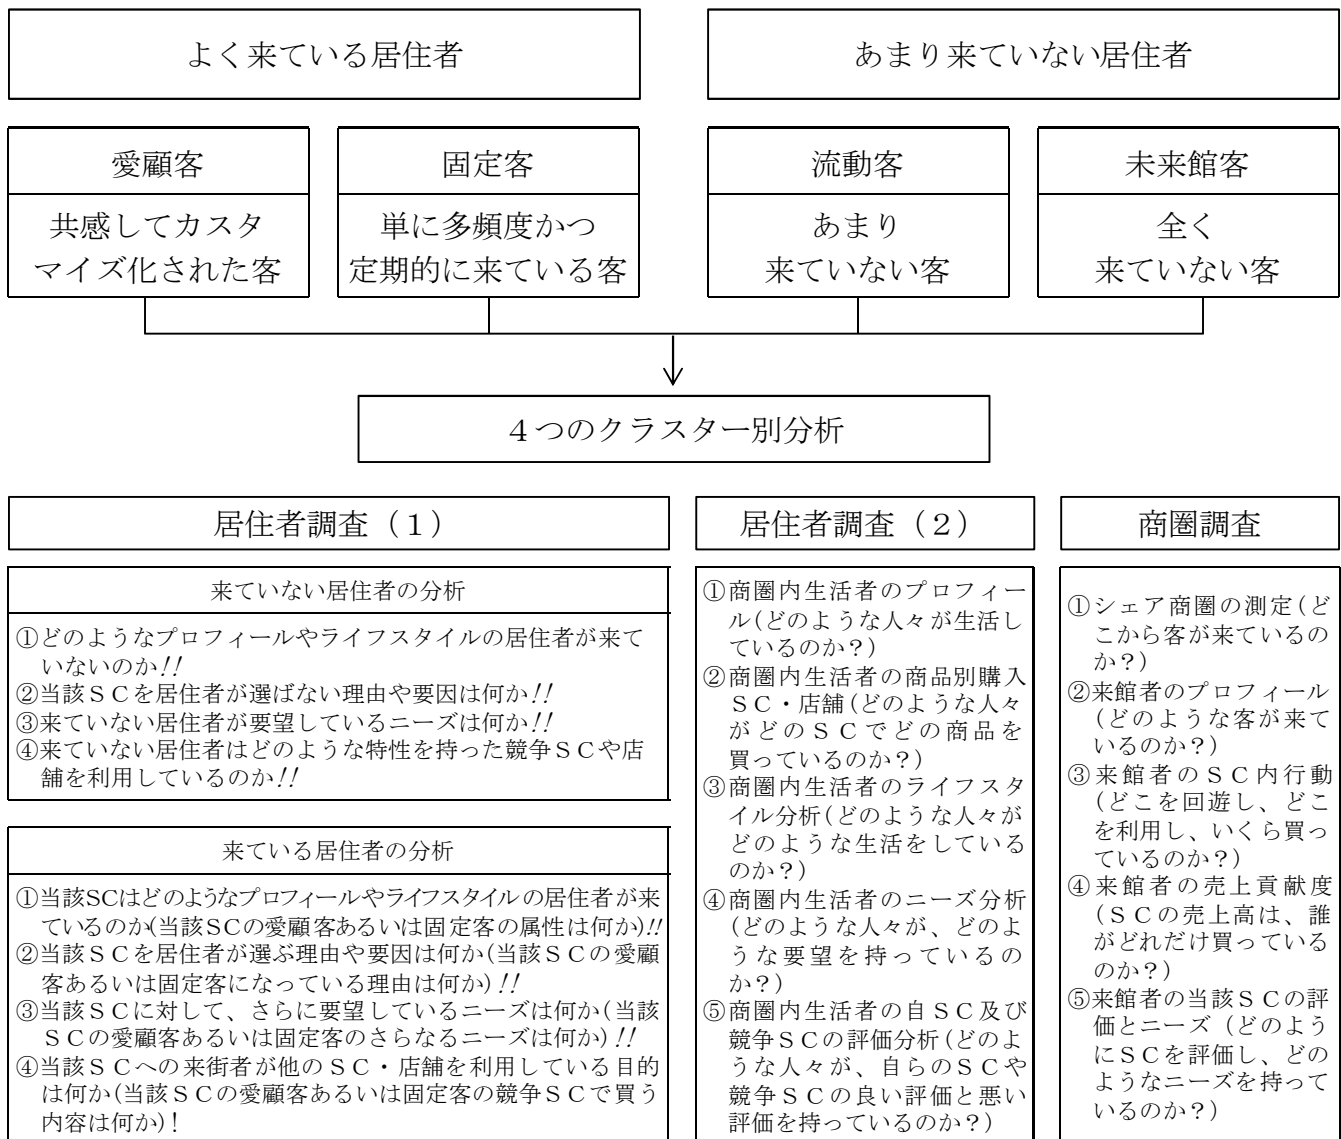 よく来ている居住者
あまり来ていない居住者
愛顧客
共感してカスタ
マイズ化された客
固定客
単に多頻度かつ
定期的に来ている客
流動客
あまり
来ていない客
未来館客
全く
来ていない客
４つのクラスター別分析
居住者調査（１）
来ていない居住者の分析
①どのようなプロフィールやライフスタイルの居住者が来て
いないのか!!
②当該ＳＣを居住者が選ばない理由や要因は何か!!
③来ていない居住者が要望しているニーズは何か!!
④来ていない居住者はどのような特性を持った競争ＳＣや店
舗を利用しているのか!!
来ている居住者の分析
①当該SCはどのようなプロフィールやライフスタイルの居住者が来
ているのか(当該SCの愛顧客あるいは固定客の属性は何か)!!
②当該ＳＣを居住者が選ぶ理由や要因は何か(当該ＳＣの愛顧
客あるいは固定客になっている理由は何か)!!
③当該ＳＣに対して、さらに要望しているニーズは何か(当該
ＳＣの愛顧客あるいは固定客のさらなるニーズは何か)!!
④当該ＳＣへの来街者が他のＳＣ・店舗を利用している目的
は何か(当該ＳＣの愛顧客あるいは固定客の競争ＳＣで買う
内容は何か)!
居住者調査（２）
①商圏内生活者のプロフィー
ル(どのような人々が生活し
ているのか？)
②商圏内生活者の商品別購入
ＳＣ・店舗(どのような人々
がどのＳＣでどの商品を
買っているのか？)
③商圏内生活者のライフスタ
イル分析(どのような人々が
どのような生活をしている
のか？)
④商圏内生活者のニーズ分析
(どのような人々が、どのよ
うな要望を持っているの
か？)
⑤商圏内生活者の自ＳＣ及び
競争ＳＣの評価分析(どのよ
うな人々が、自らのＳＣや
競争ＳＣの良い評価と悪い
評価を持っているのか？)
商圏調査
①シェア商圏の測定(ど
こから客が来ているの
か？)
②来館者のプロフィール
(どのような客が来て
いるのか？)
③来館者のＳＣ内行動
(どこを回遊し、どこ
を利用し、いくら買っ
ているのか？)
④来館者の売上貢献度
(ＳＣの売上高は、誰
がどれだけ買っている
のか？)
⑤来館者の当該ＳＣの評
価とニーズ（どのよう
にＳＣを評価し、どの
ようなニーズを持って
いるのか？)